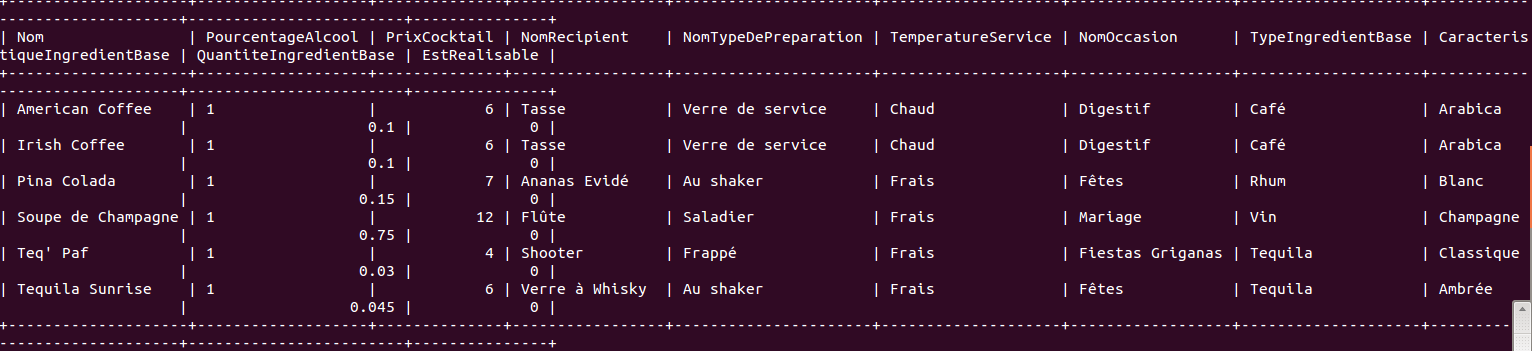 +--------------------+-------------------+--------------+-----------------+----------------------+--------------------+-----------------+--------------------+-----------
--------------------+-----------------------+---------------+
| Nom                | PourcentageAlcool | PrixCocktail | NomRecipient    | NomTypeDePreparation | TemperatureService | NomOccasion     | TypeIngredientBase | Caracteris
tiqueIngredientBase | QuantiteIngredientBase | EstRealisable |
+--------------------+-------------------+--------------+-----------------+----------------------+--------------------+-----------------+--------------------+-----------
--------------------+------------------------+---------------+
| American Coffee    | 1                 |            6 | Tasse           | Verre de service     | Chaud              | Digestif        | Café               | Arabica
                    |                    0.1 |             0 |
| Irish Coffee       | 1                 |            6 | Tasse           | Verre de service     | Chaud              | Digestif        | Café               | Arabica
                    |                    0.1 |             0 |
| Pina Colada        | 1                 |            7 | Ananas Evidé    | Au shaker            | Frais              | Fêtes           | Rhum               | Blanc
                    |                   0.15 |             0 |
| Soupe de Champagne | 1                 |           12 | Flûte           | Saladier             | Frais              | Mariage         | Vin                | Champagne
                    |                   0.75 |             0 |
| Teq' Paf           | 1                 |            4 | Shooter         | Frappé               | Frais              | Fiestas Griganas | Tequila            | Classique
                    |                   0.03 |             0 |
| Tequila Sunrise    | 1                 |            6 | Verre à Whisky  | Au shaker            | Frais              | Fêtes           | Tequila            | Ambrée
                    |                  0.045 |             0 |
+--------------------+-------------------+--------------+-----------------+----------------------+--------------------+-----------------+--------------------+-----------
--------------------+------------------------+---------------+